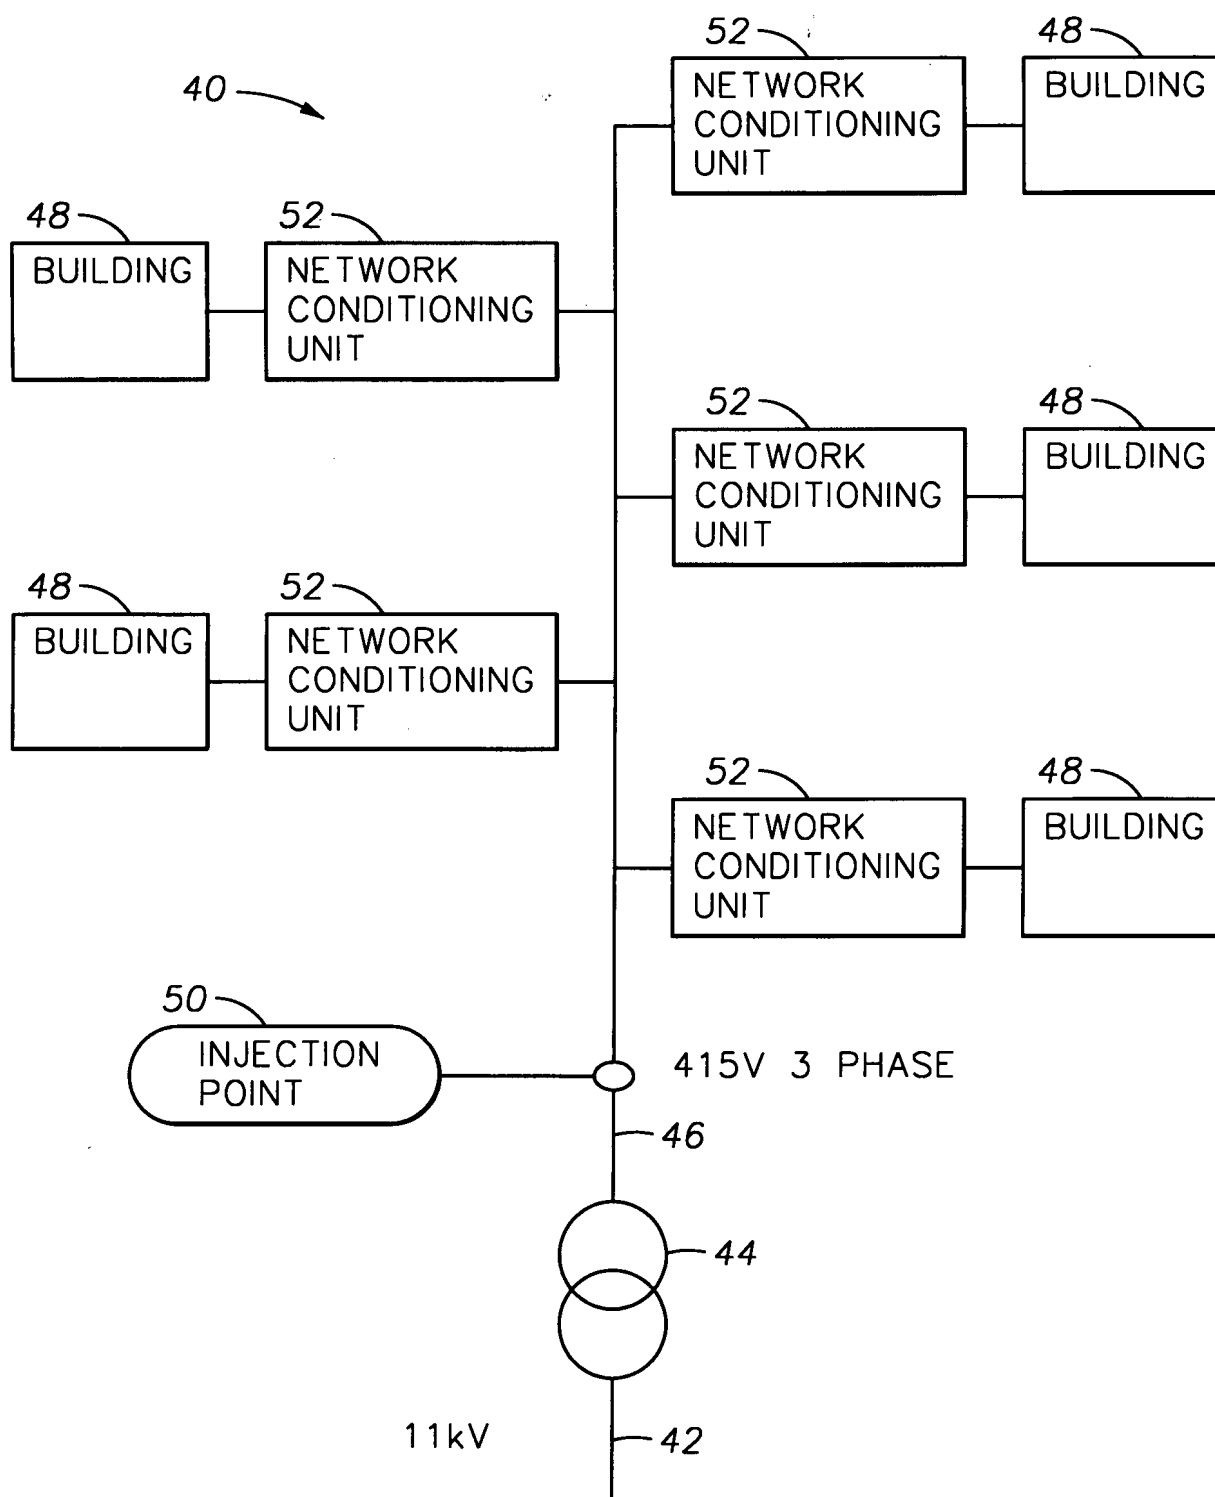 40
52
NETWORK
CONDITIONING
UNIT
48
BUILDING
48
BUILDING
52
NETWORK
CONDITIONING
UNIT
52
NETWORK
CONDITIONING
UNIT
48
BUILDING
48
BUILDING
52
NETWORK
CONDITIONING
UNIT
52
NETWORK
CONDITIONING
UNIT
48
BUILDING
50
INJECTION
POINT
415V 3 PHASE
46
44
11kV
42